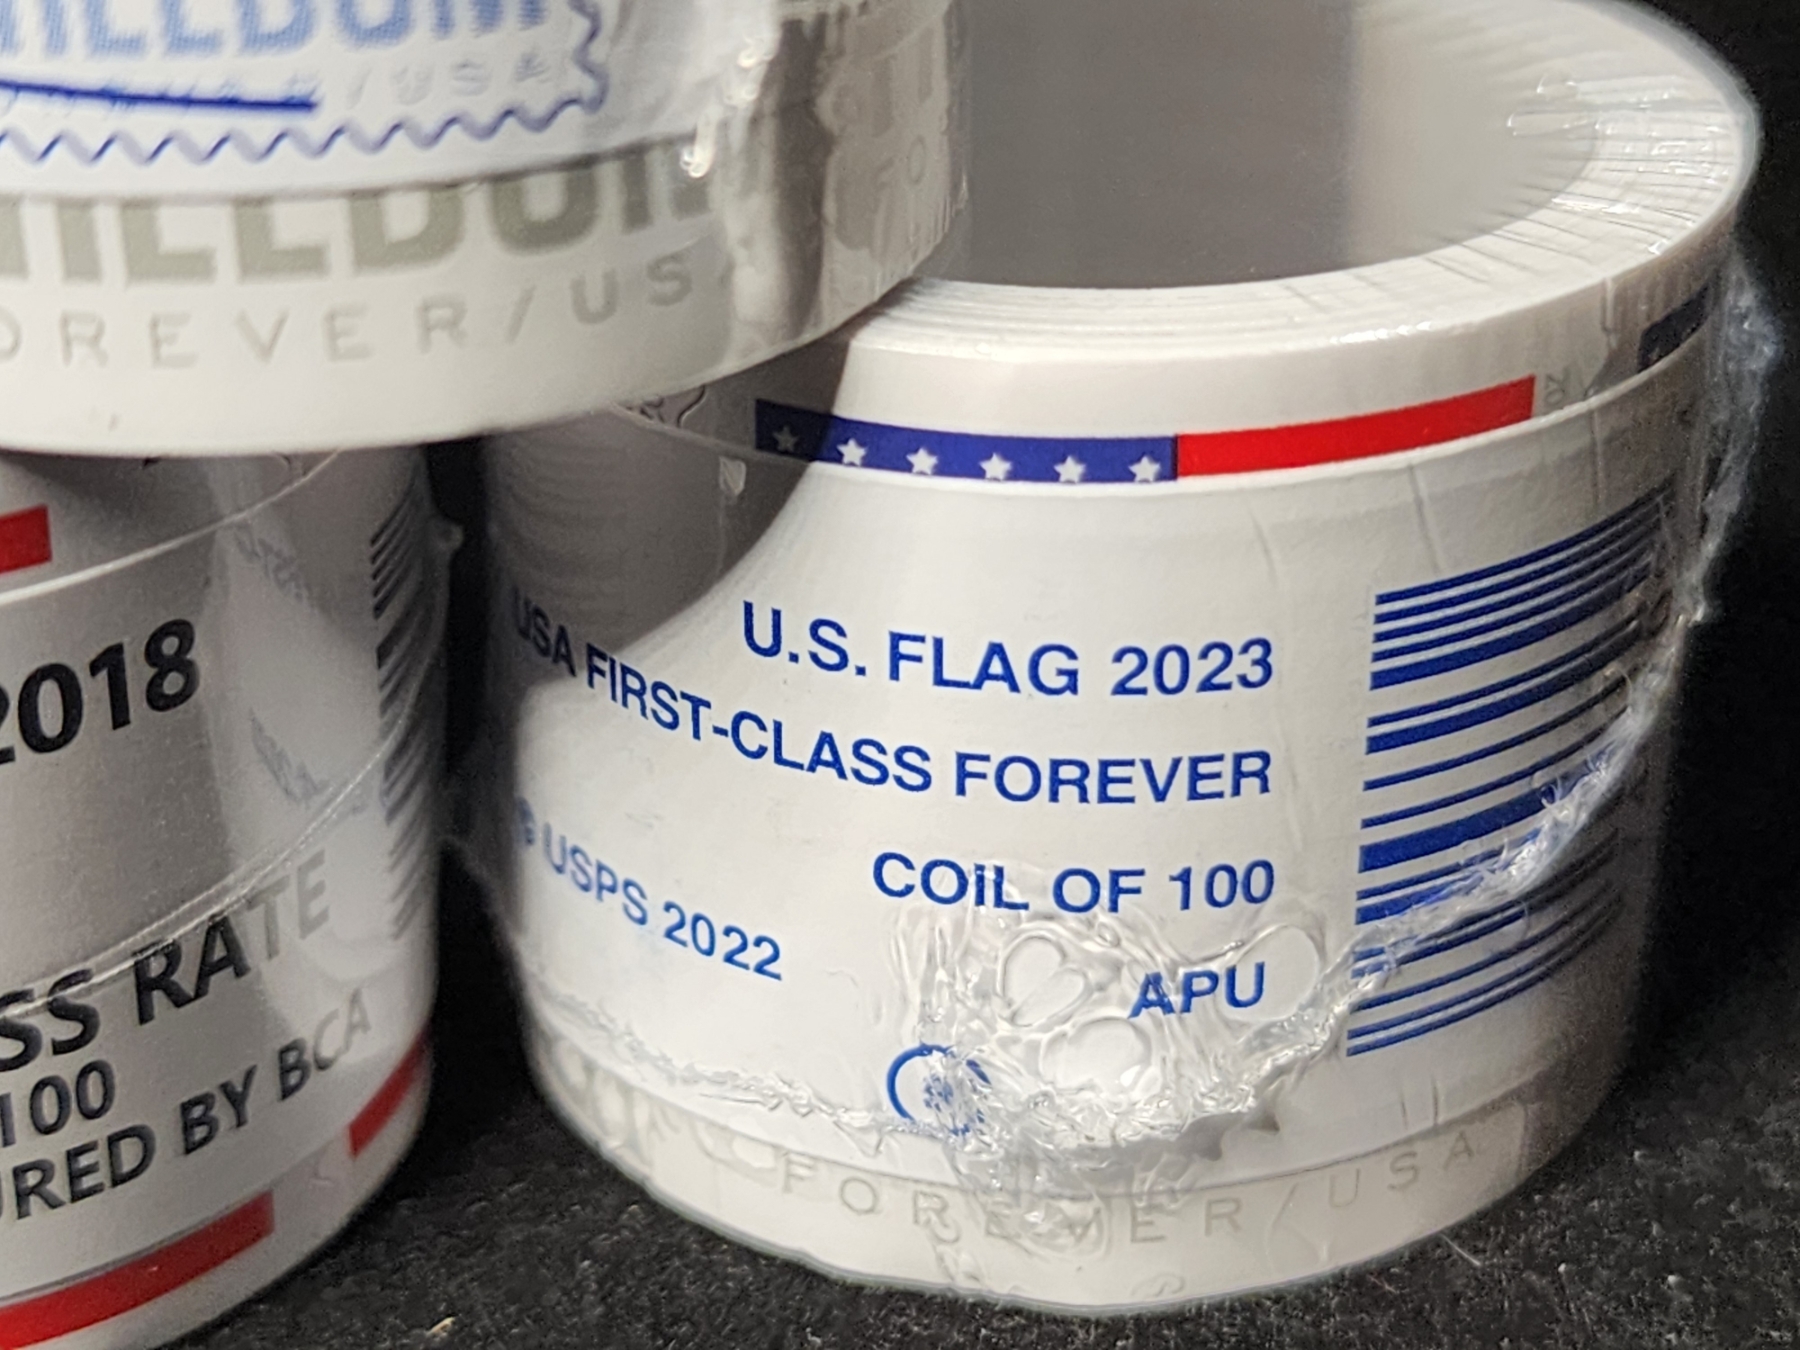 FOREVER/USA
2018
SS RATE
100
URED BY BCA
U.S. FLAG 2023
USA FIRST-CLASS FOREVER
COIL OF 100
© USPS 2022
APU
FOREVER/USA